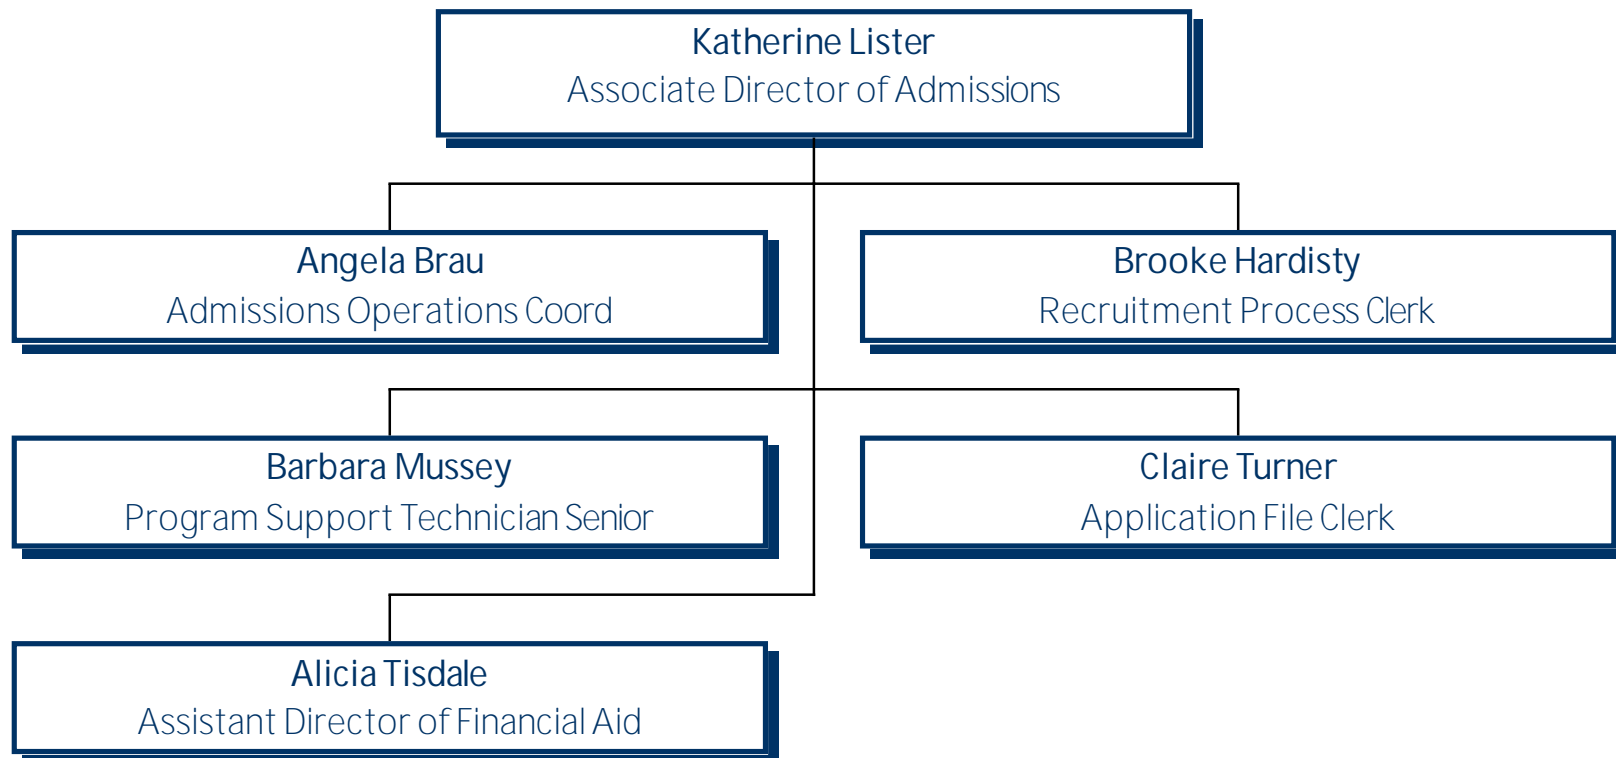 Katherine Lister
Associate Director of Admissions
Angela Brau
Admissions Operations Coord
Brooke Hardisty
Recruitment Process Clerk
Barbara Mussey
Program Support Technician Senior
Claire Turner
Application File Clerk
Alicia Tisdale
Assistant Director of Financial Aid